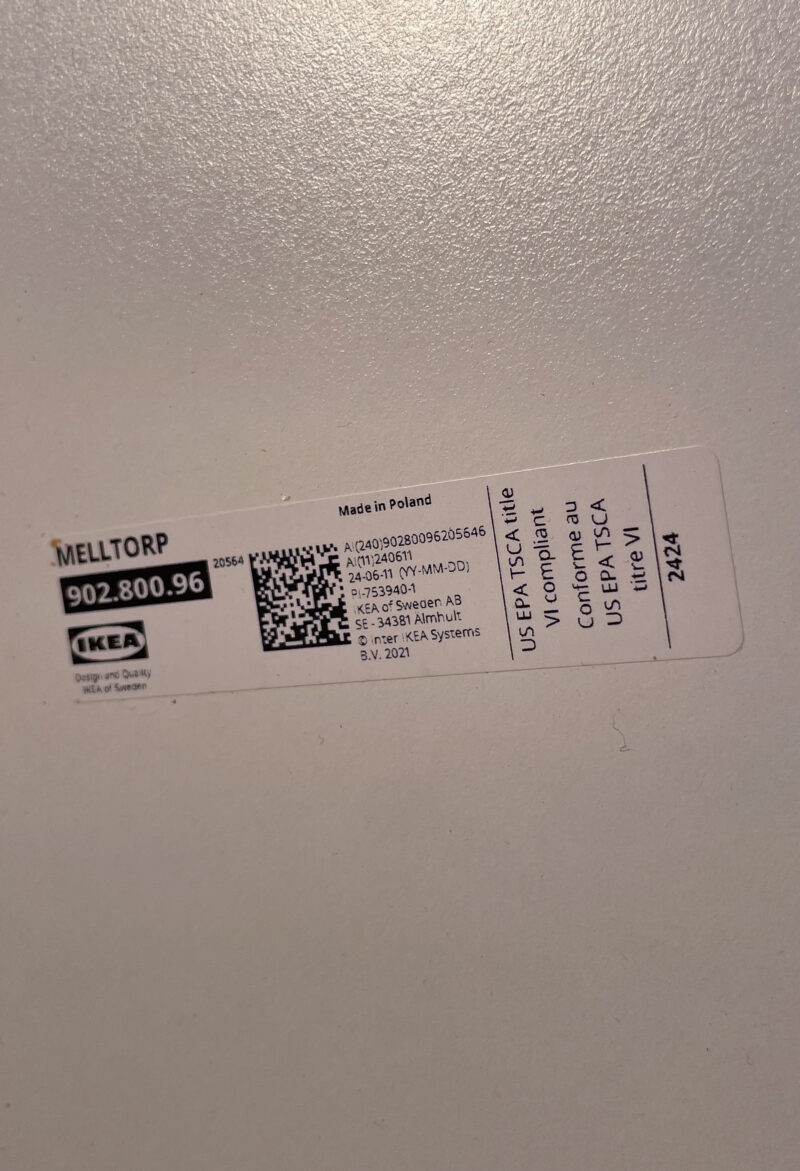 MELLTORP
902.800.96
20564
IKEA
Design and Quality
IKEA of Sweden
Made in Poland
AI(240)90280096205646
AI(11)240611
24-06-11 (YY-MM-DD)
PI-753940-1
IKEA of Sweden AB
SE - 34381 Älmhult
© Inter IKEA Systems
B.V. 2021
US EPA TSCA title
VI compliant
Conforme au
US EPA TSCA
titre VI
2424